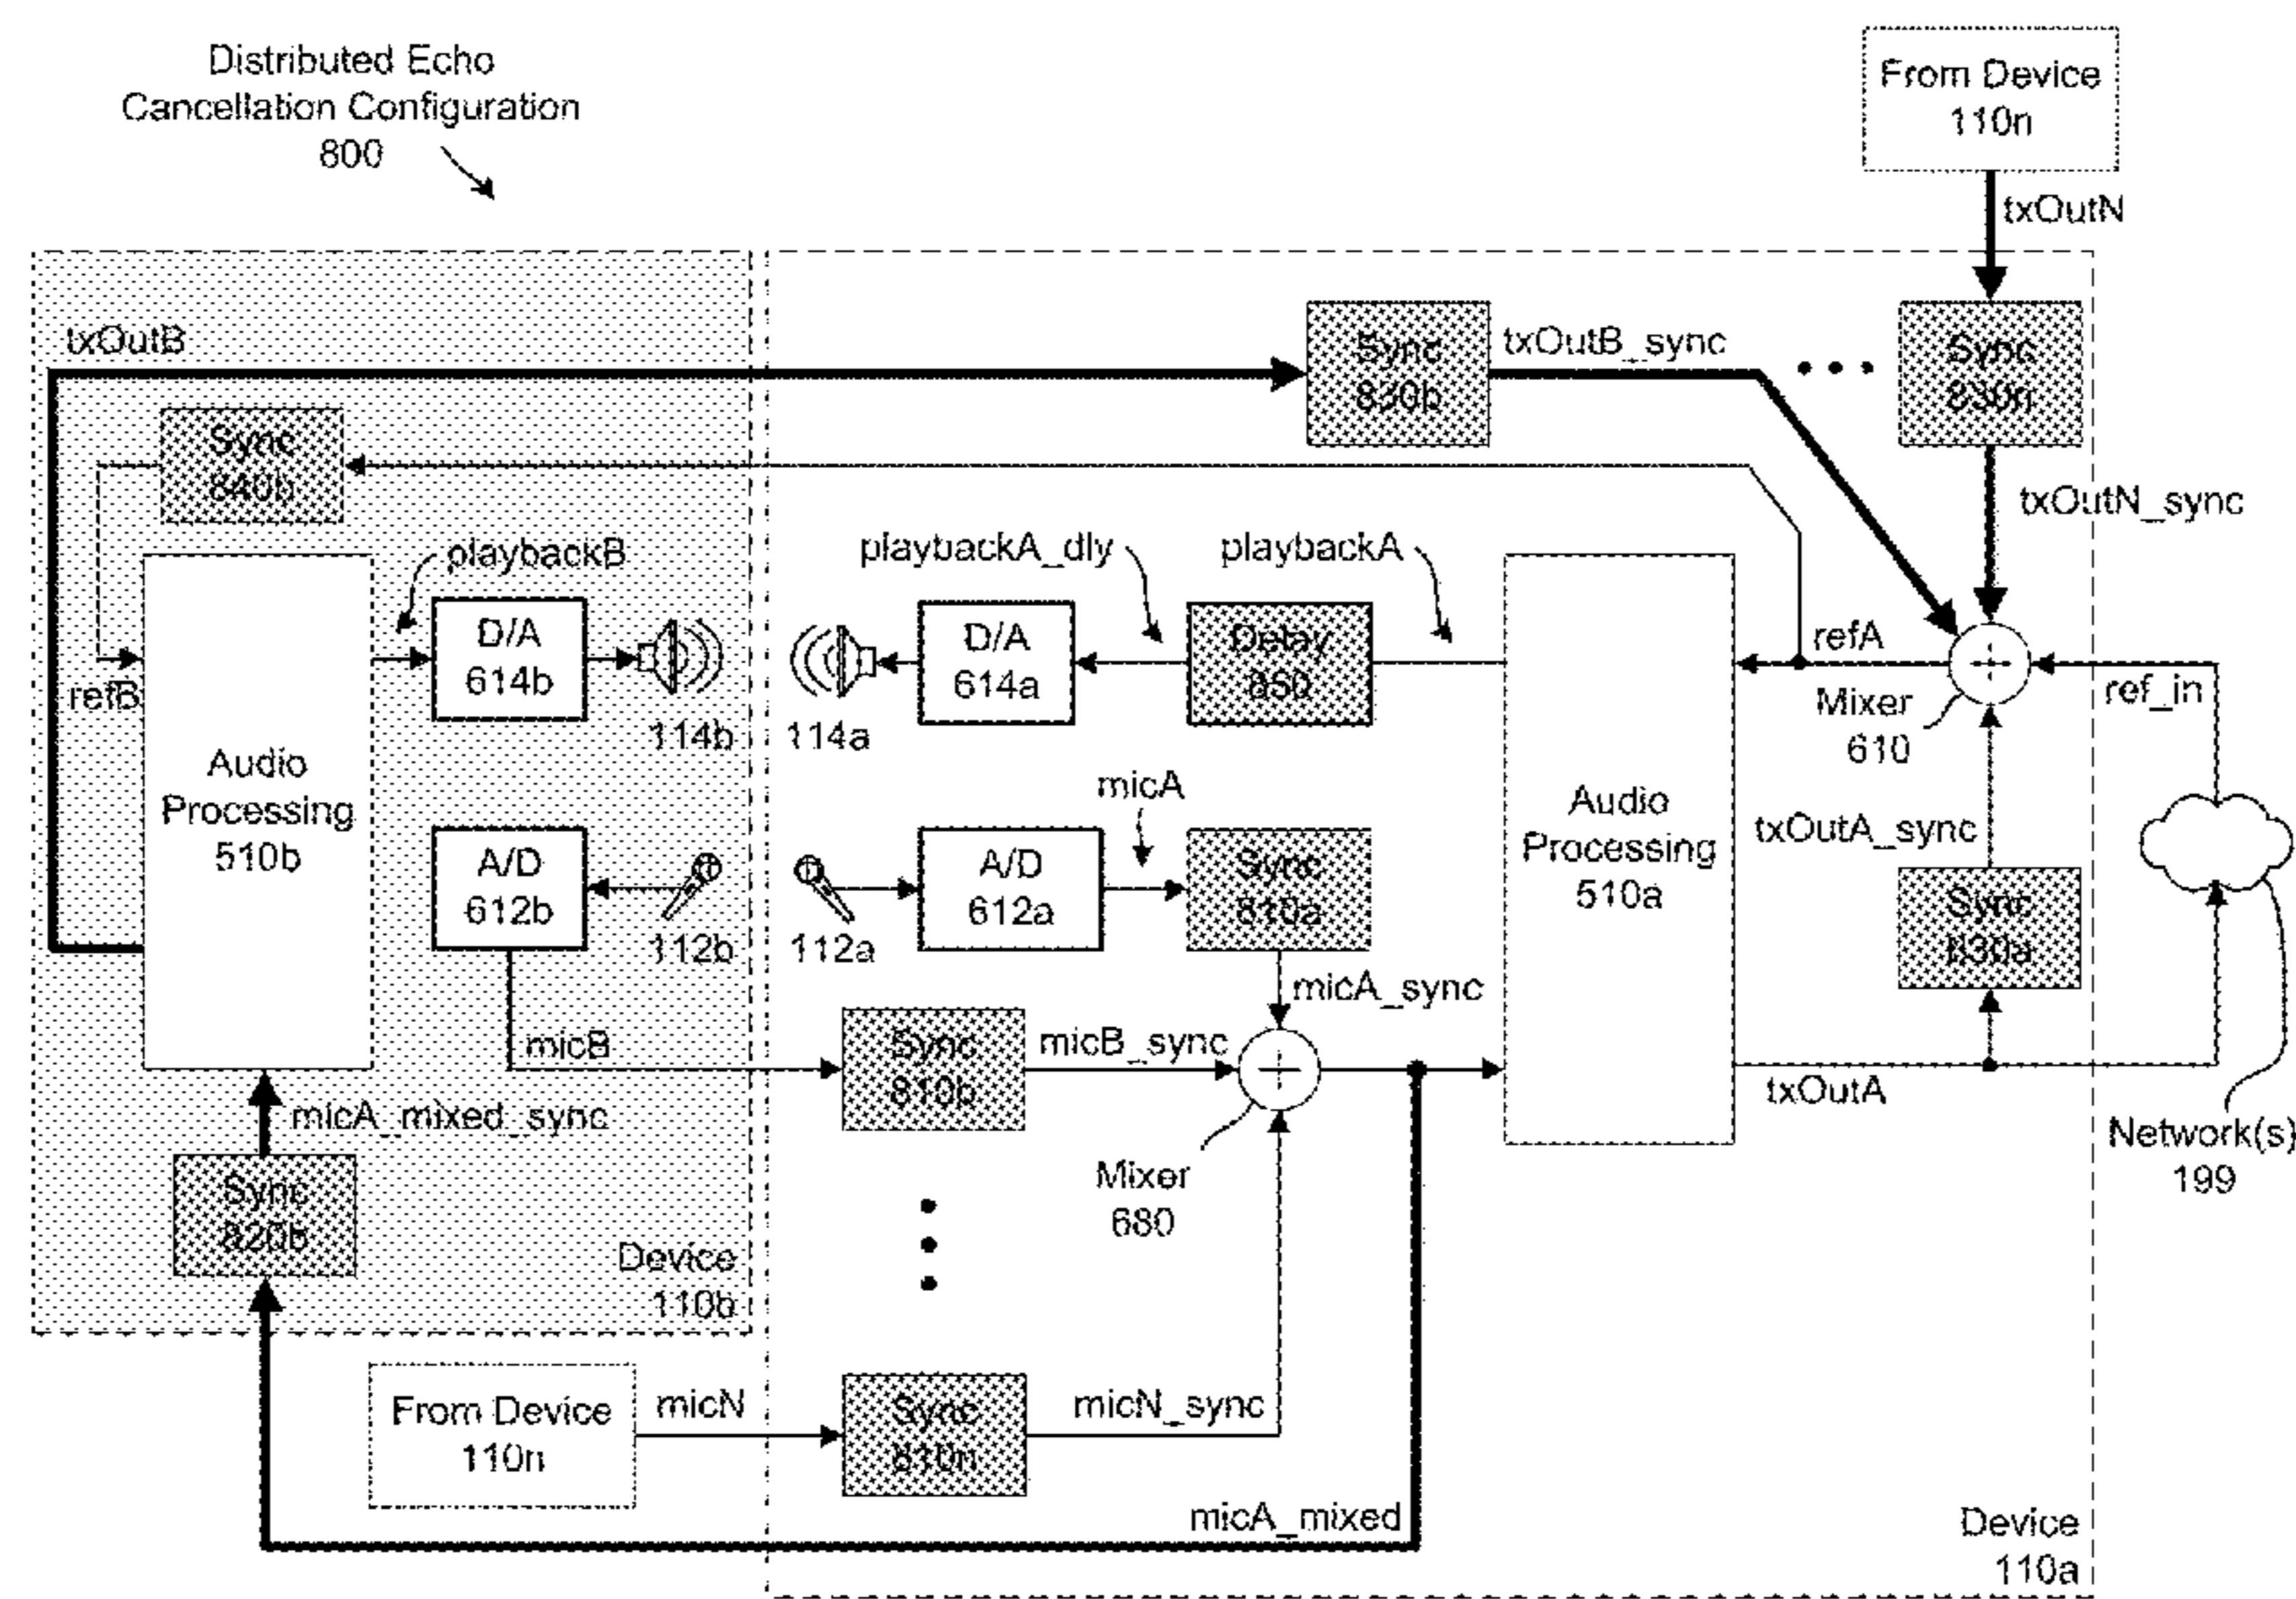 Distributed Echo
Cancellation Configuration
800
From Device
110n
txOutN
txOutB
Sync
830b
txOutB_sync
Sync
830n
Sync
840b
txOutN_sync
playbackB
playbackA_dly
playbackA
refB
D/A
614b
114b
114a
D/A
614a
Delay
850
refA
Mixer
610
ref_in
Audio
Processing
510b
micA
Audio
Processing
510a
txOutA_sync
A/D
612b
112b
112a
A/D
612a
Sync
810a
Sync
830a
micA_sync
micB
Sync
810b
micB_sync
txOutA
micA_mixed_sync
Mixer
680
Network(s)
199
Sync
820b
Device
110b
From Device
110n
micN
Sync
810n
micN_sync
micA_mixed
Device
110a